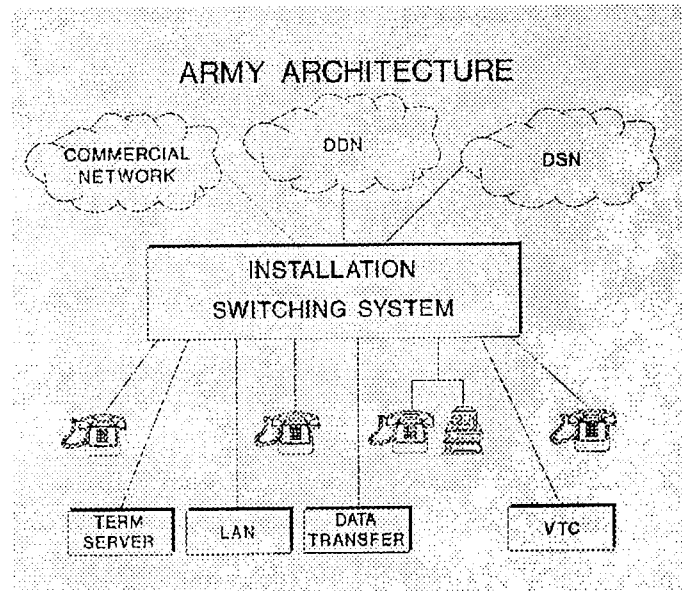 ARMY ARCHITECTURE
COMMERCIAL
NETWORK
DDN
DSN
INSTALLATION
SWITCHING SYSTEM
TERM
SERVER
LAN
DATA
TRANSFER
VTC